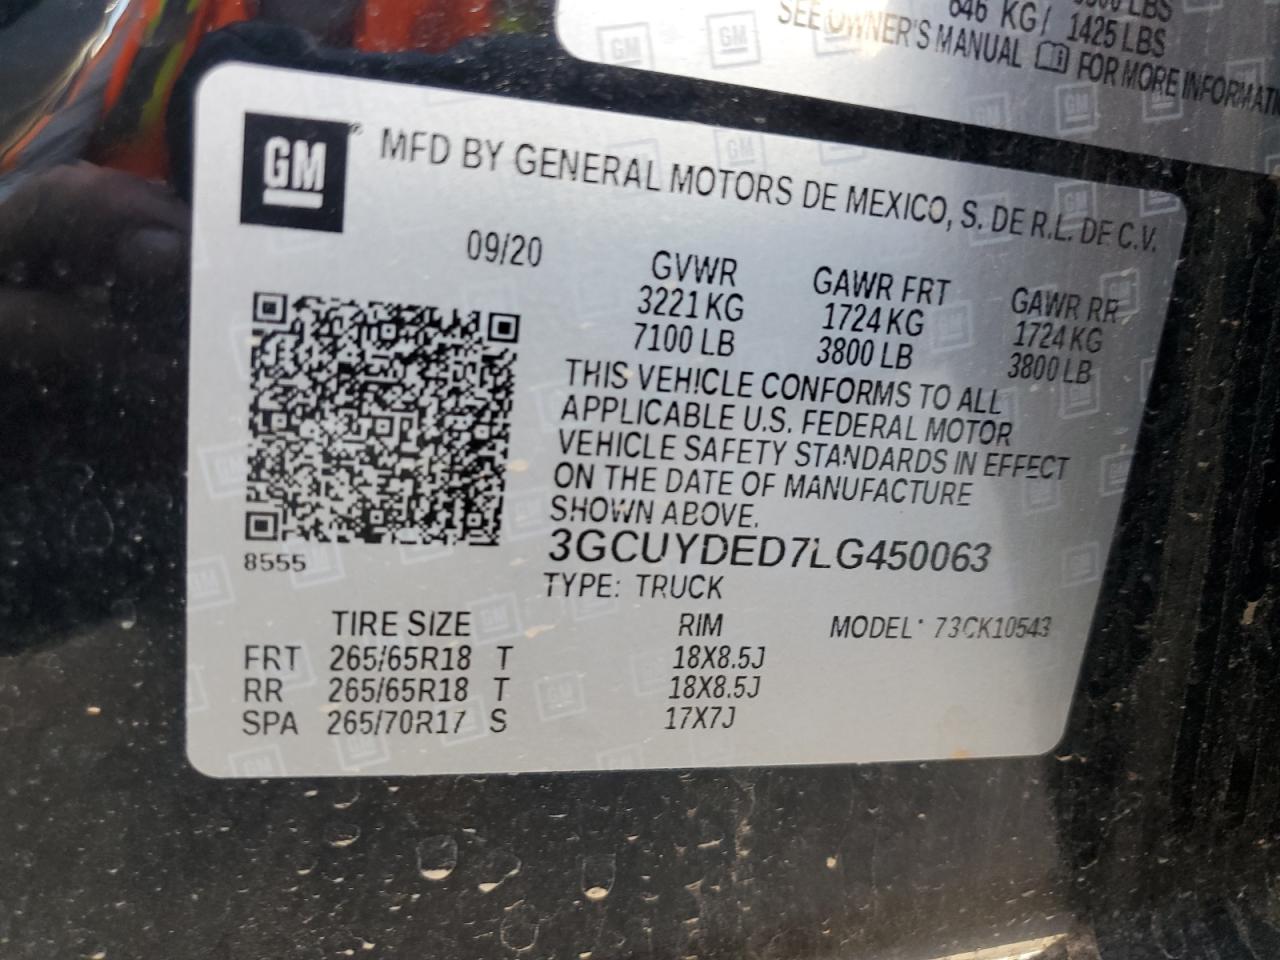 LBS
646 KG/ 1425 LBS
SEE OWNER'S MANUAL FOR MORE
GM ® MFD BY GENERAL MOTORS DE MEXICO, S. DE R.L. DE C.V.
09/20
GVWR GAWR FRT GAWR RR
3221 KG 1724 KG 1724 KG
7100 LB 3800 LB 3800 LB
THIS VEHICLE CONFORMS TO ALL
APPLICABLE U.S. FEDERAL MOTOR
VEHICLE SAFETY STANDARDS IN EFFECT
ON THE DATE OF MANUFACTURE
SHOWN ABOVE.
3GCUYDED7LG450063
8555
TYPE: TRUCK
TIRE SIZE RIM MODEL: 73CK10543
FRT 265/65R18 T 18X8.5J
RR 265/65R18 T 18X8.5J
SPA 265/70R17 S 17X7J